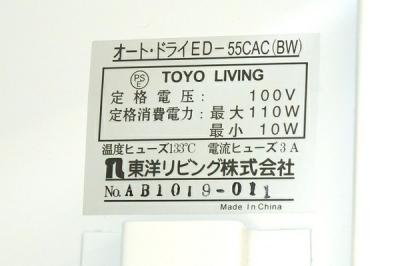 オート・ドライED-55CAC(BW)
PS E TOYO LIVING
定格電圧: 100V
定格消費電力: 最大110W
最小 10W
温度ヒューズ133℃ 電流ヒューズ3A
東洋リビング株式会社
No. AB1019-011
Made In China